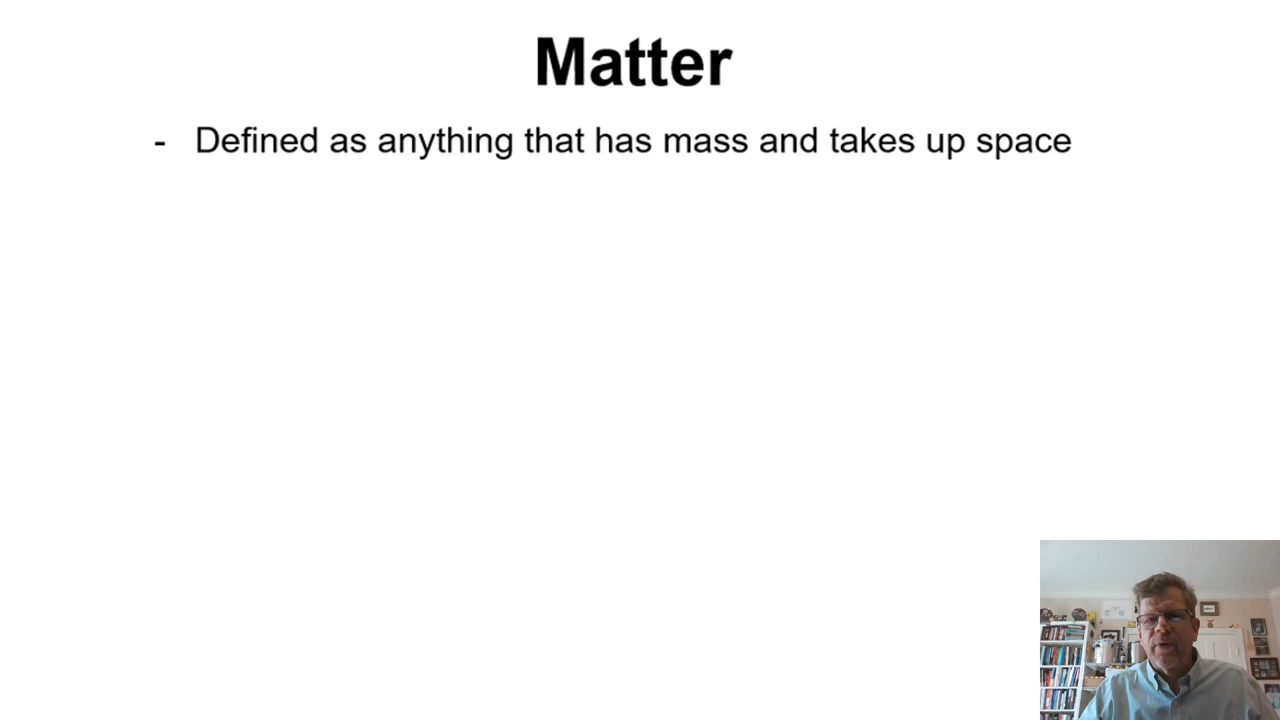 Matter
- Defined as anything that has mass and takes up space